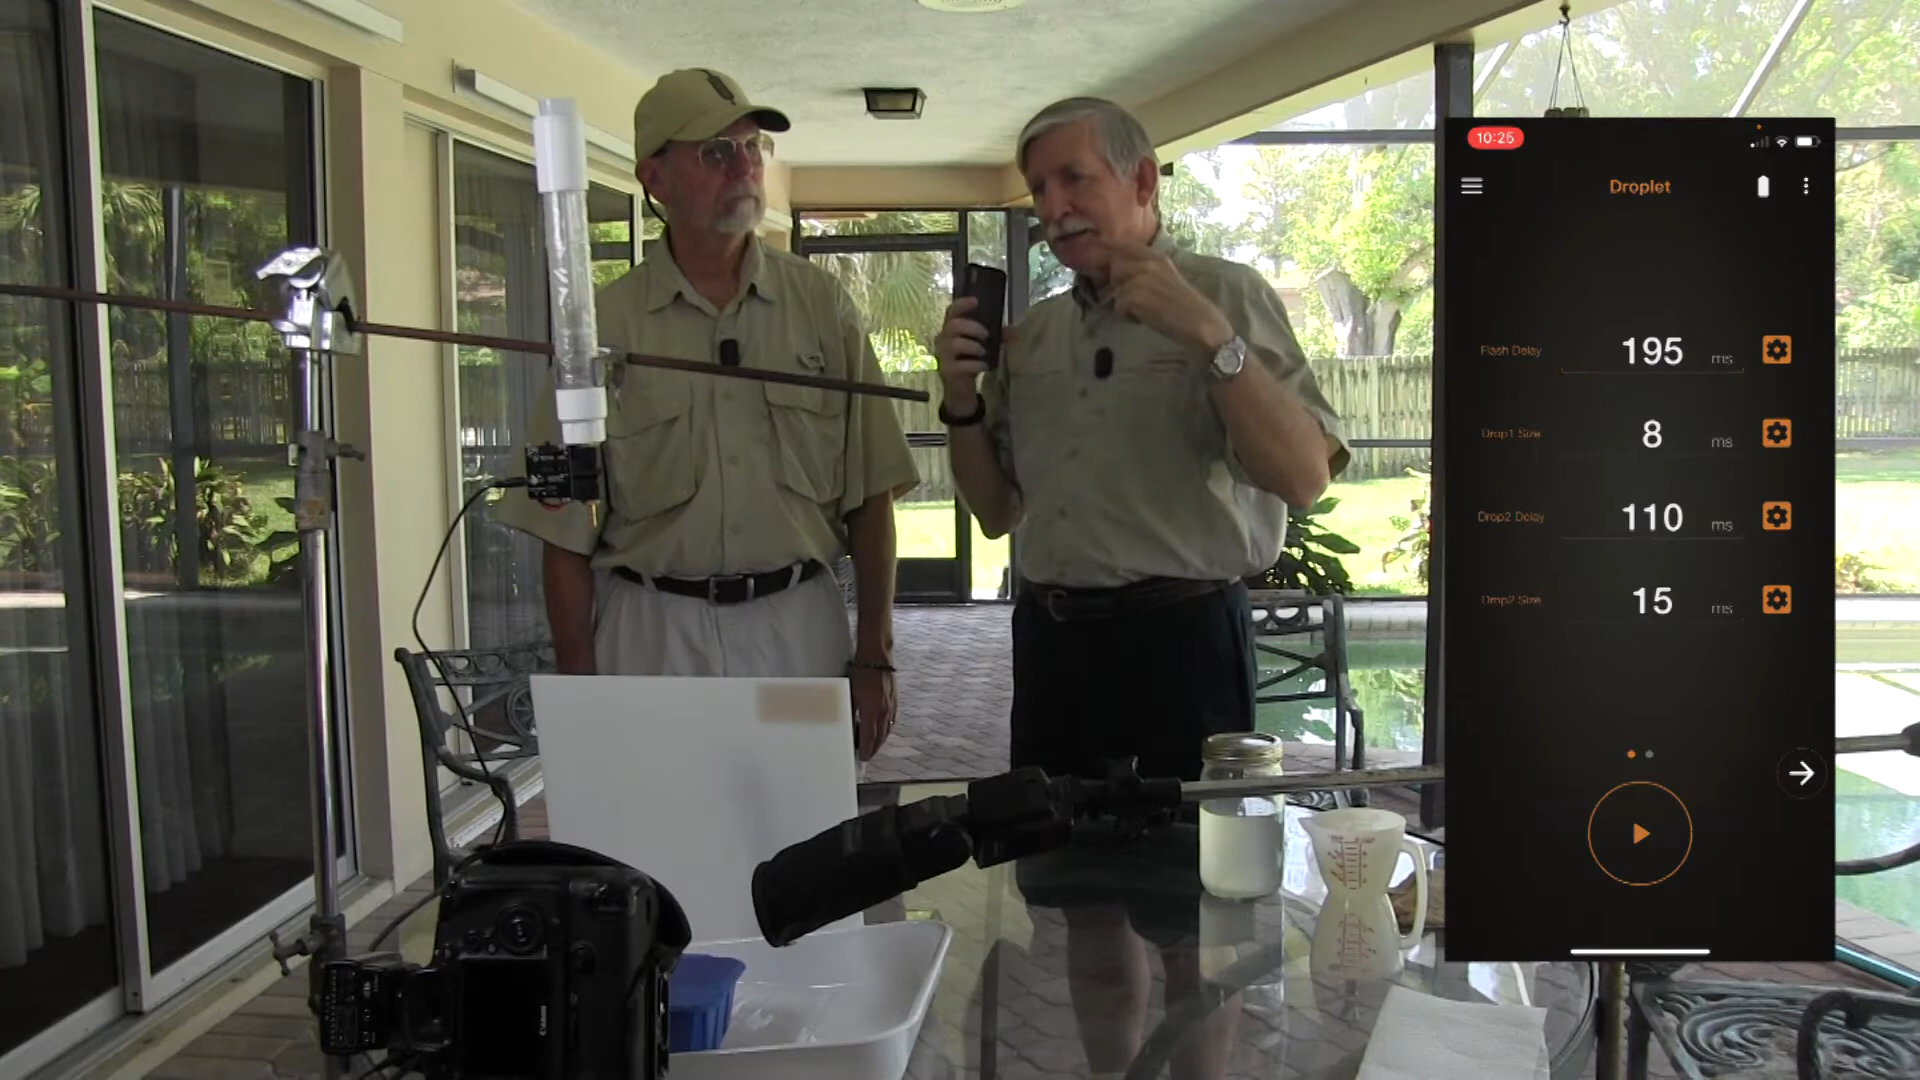 10:25
Droplet
Flash Delay 195 ms
Drop1 Size 8 ms
Drop2 Delay 110 ms
Drop2 Size 15 ms
Canon